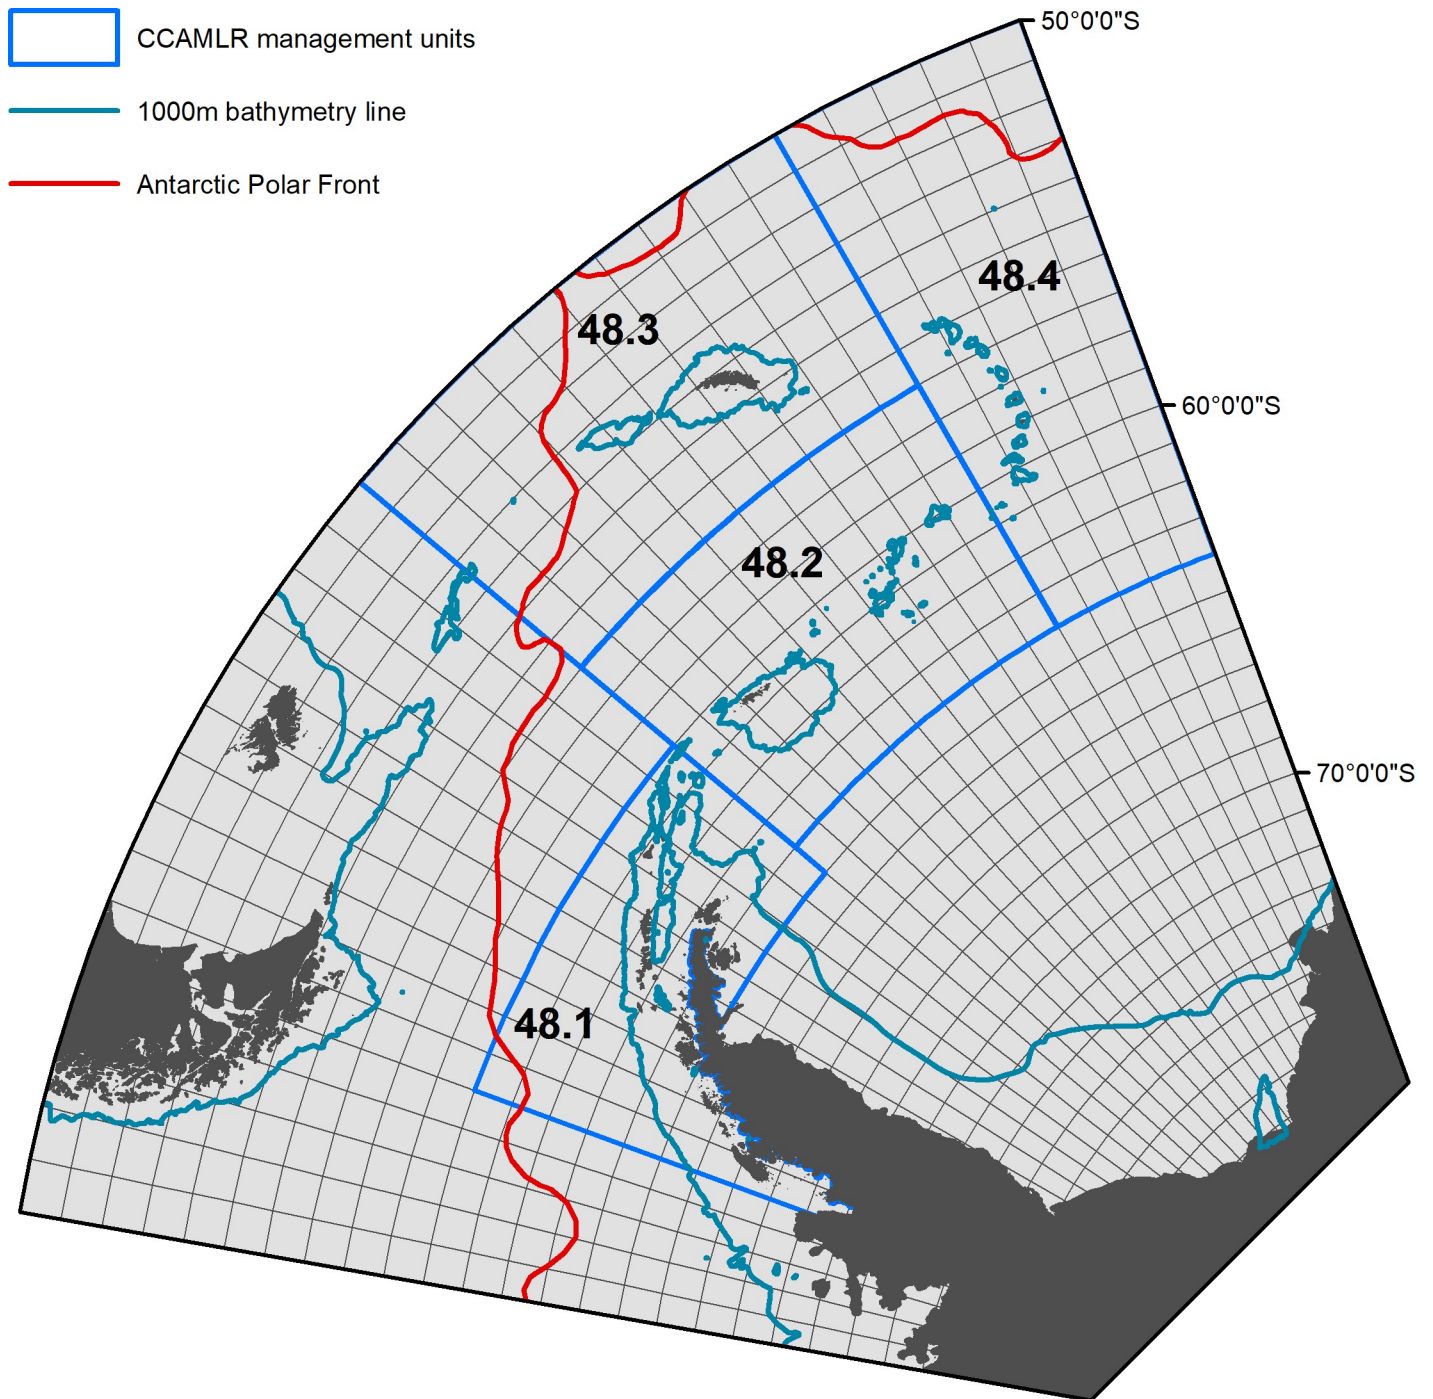 CCAMLR management units
1000m bathymetry line
Antarctic Polar Front
50°0'0"S
48.4
48.3
60°0'0"S
48.2
70°0'0"S
48.1